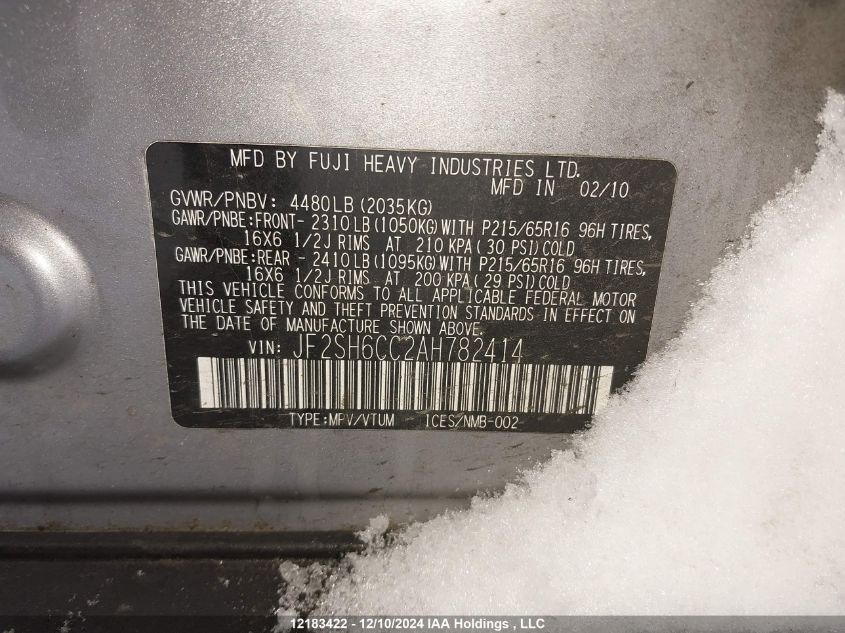 MFD BY FUJI HEAVY INDUSTRIES LTD.
MFD IN 02/10
GVWR/PNBV: 4480LB (2035KG)
GAWR/PNBE:FRONT- 2310LB (1050KG) WITH P215/65R16 96H TIRES,
16X6 1/2J RIMS AT 210 KPA ( 30 PSI) COLD
GAWR/PNBE:REAR - 2410LB (1095KG) WITH P215/65R16 96H TIRES,
16X6 1/2J RIMS AT 200 KPA ( 29 PSI) COLD
THIS VEHICLE CONFORMS TO ALL APPLICABLE FEDERAL MOTOR
VEHICLE SAFETY AND THEFT PREVENTION STANDARDS IN EFFECT ON
THE DATE OF MANUFACTURE SHOWN ABOVE.
VIN: JF2SH6CC2AH782414
TYPE:MPV/VTUM ICES/NMB-002
12183422 - 12/10/2024 IAA Holdings , LLC